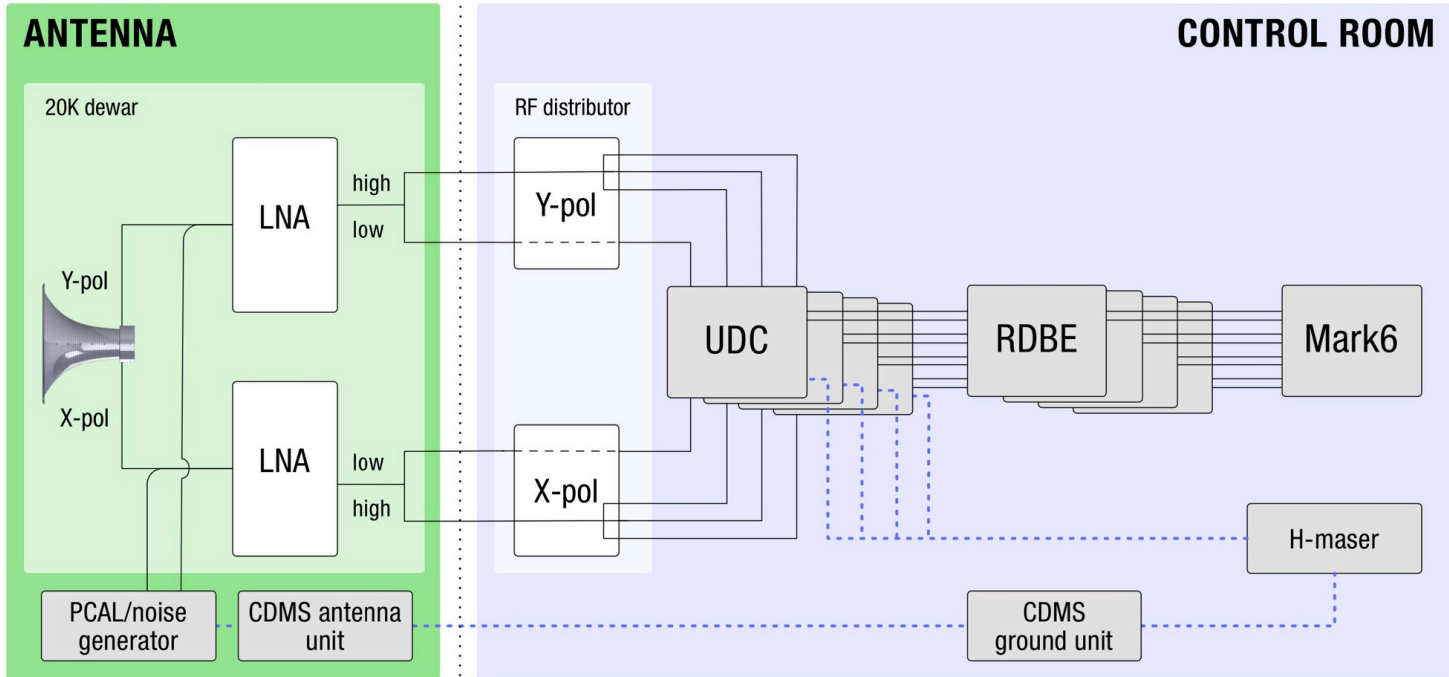 ANTENNA
CONTROL ROOM
20K dewar
RF distributor
LNA
high
low
Y-pol
Y-pol
X-pol
UDC
RDBE
Mark6
LNA
low
high
X-pol
H-maser
PCAL/noise
generator
CDMS antenna
unit
CDMS
ground unit